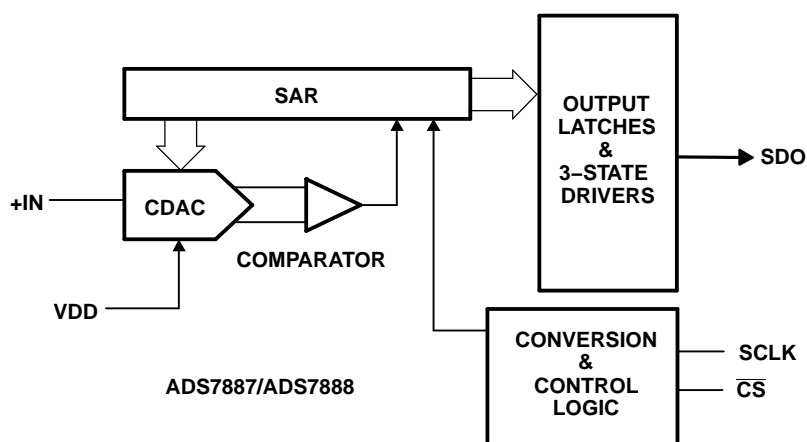 SAR
OUTPUT
LATCHES
&
3–STATE
DRIVERS
SDO
+IN
CDAC
COMPARATOR
VDD
CONVERSION
&
CONTROL
LOGIC
SCLK
CS
ADS7887/ADS7888